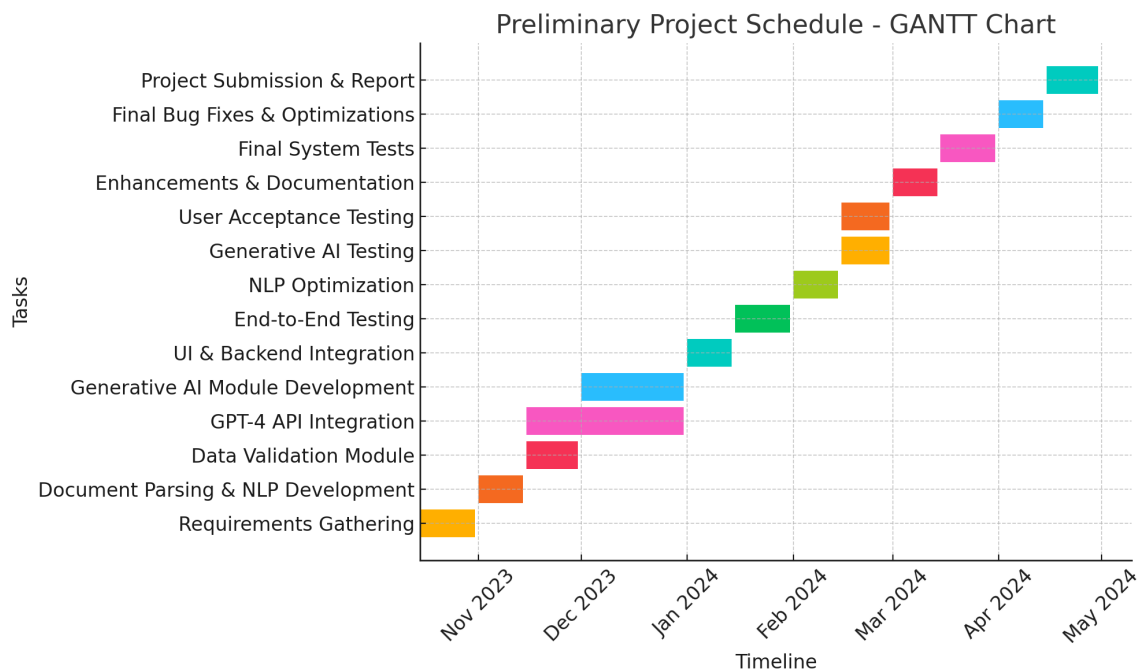 Preliminary Project Schedule - GANTT Chart
Tasks
Project Submission & Report
Final Bug Fixes & Optimizations
Final System Tests
Enhancements & Documentation
User Acceptance Testing
Generative AI Testing
NLP Optimization
End-to-End Testing
UI & Backend Integration
Generative AI Module Development
GPT-4 API Integration
Data Validation Module
Document Parsing & NLP Development
Requirements Gathering
Nov 2023
Dec 2023
Jan 2024
Feb 2024
Mar 2024
Apr 2024
May 2024
Timeline